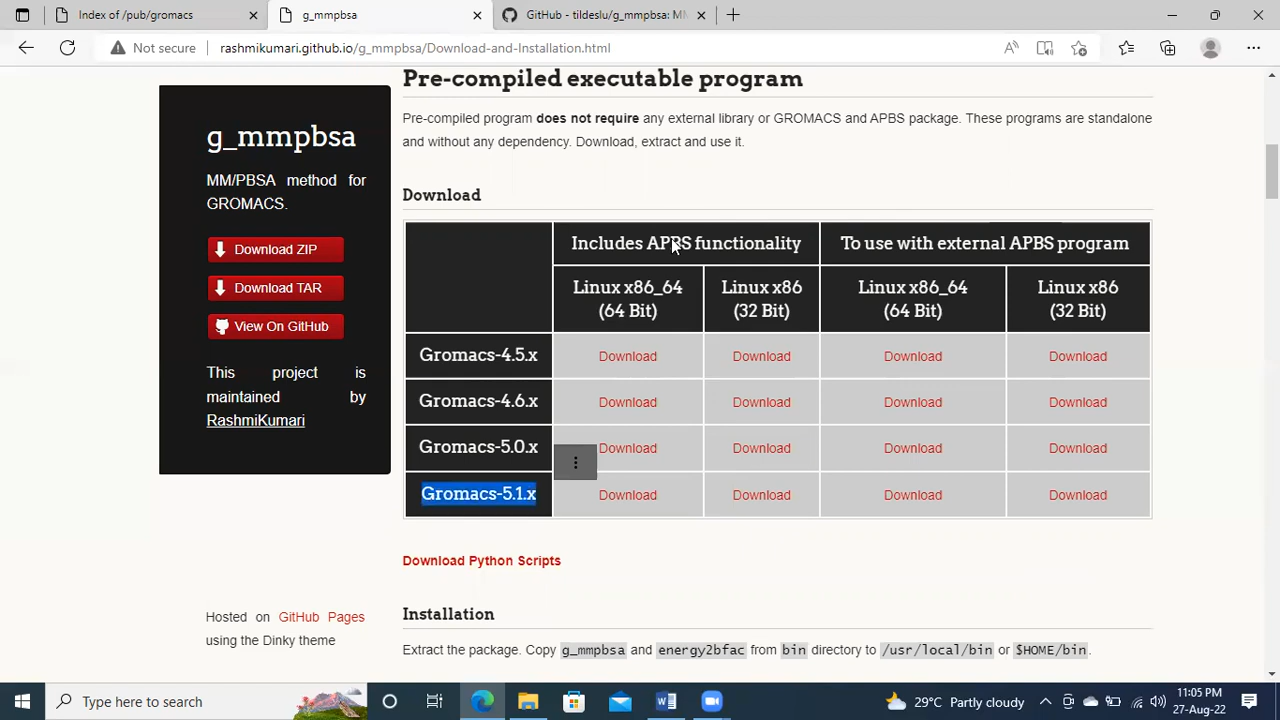 Index of /pub/gromacs
g_mmpbsa
GitHub - tildeslu/g_mmpbsa: MM
Not secure
rashmikumari.github.io/g_mmpbsa/Download-and-Installation.html
g_mmpbsa
MM/PBSA method for
GROMACS.
Download ZIP
Download TAR
View On GitHub
This project is
maintained by
RashmiKumari
Hosted on GitHub Pages
using the Dinky theme
Pre-compiled executable program
Pre-compiled program does not require any external library or GROMACS and APBS package. These programs are standalone
and without any dependency. Download, extract and use it.
Download
Includes APBS functionality To use with external APBS program
Linux x86_64 Linux x86 Linux x86_64 Linux x86
(64 Bit) (32 Bit) (64 Bit) (32 Bit)
Gromacs-4.5.x Download Download Download Download
Gromacs-4.6.x Download Download Download Download
Gromacs-5.0.x Download Download Download Download
Gromacs-5.1.x Download Download Download Download
Download Python Scripts
Installation
Extract the package. Copy g_mmpbsa and energy2bfac from bin directory to /usr/local/bin or $HOME/bin.
Type here to search
29°C Partly cloudy
11:05 PM
27-Aug-22